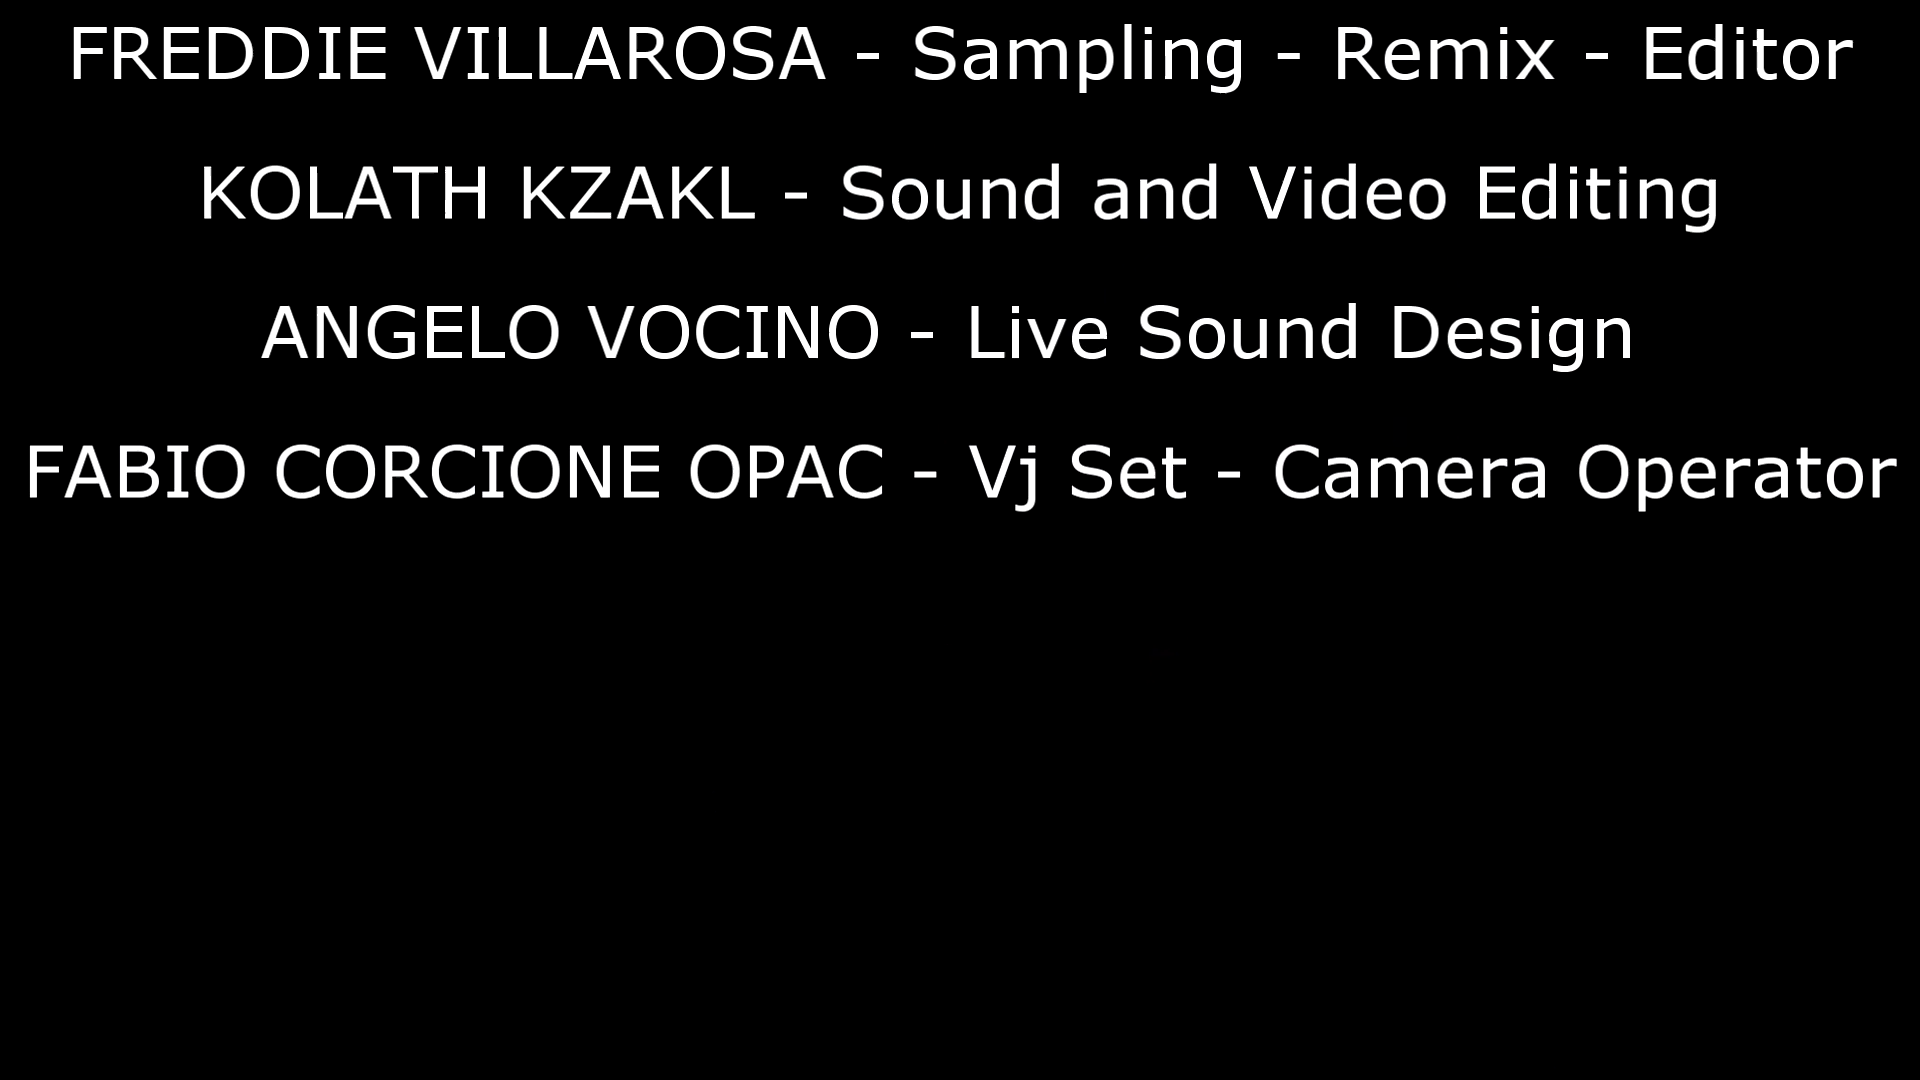 FREDDIE VILLAROSA - Sampling - Remix - Editor
KOLATH KZAKL - Sound and Video Editing
ANGELO VOCINO - Live Sound Design
FABIO CORCIONE OPAC - Vj Set - Camera Operator